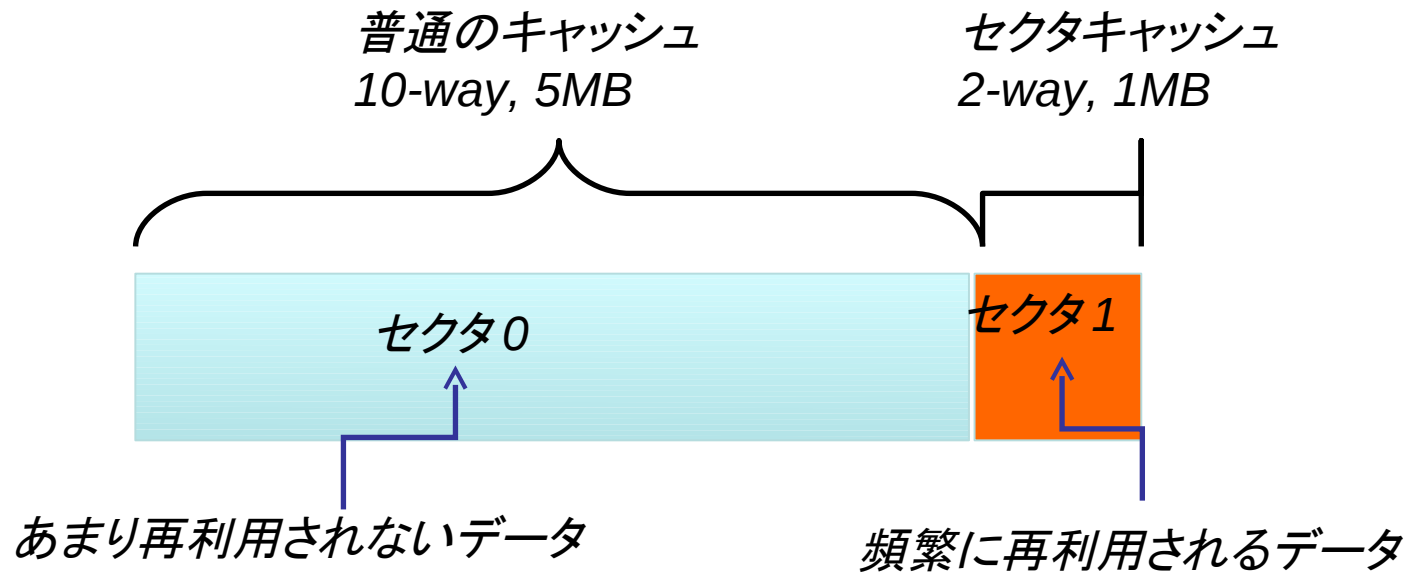 普通のキャッシュ
10-way, 5MB
セクタキャッシュ
2-way, 1MB
セクタ0
セクタ1
あまり再利用されないデータ
頻繁に再利用されるデータ